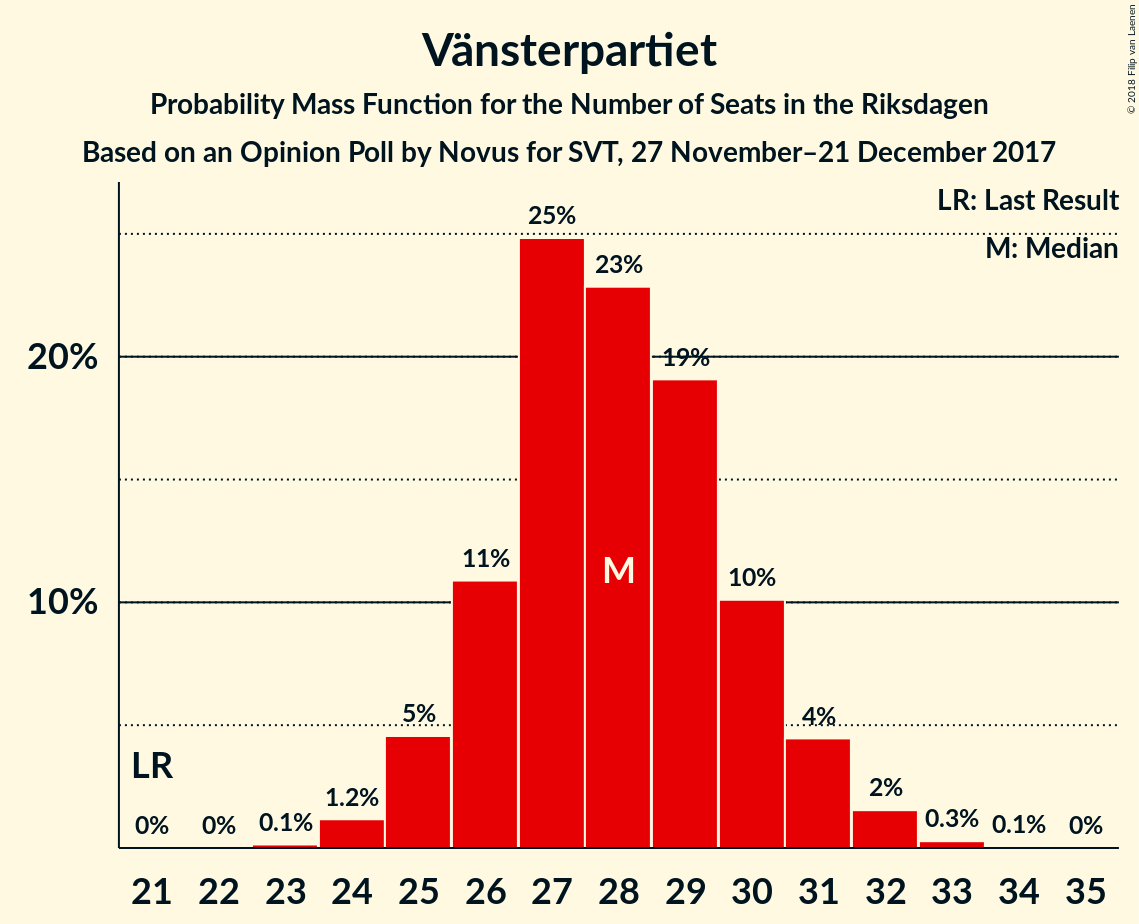 Vänsterpartiet
Probability Mass Function for the Number of Seats in the Riksdagen
Based on an Opinion Poll by Novus for SVT, 27 November–21 December 2017
© 2018 Filip van Laenen
LR: Last Result
M: Median
25%
23%
20%
19%
11%
10%
M
10%
5%
4%
LR
2%
1.2%
0%
0%
0.1%
0.3%
0.1%
0%
21 22 23 24 25 26 27 28 29 30 31 32 33 34 35